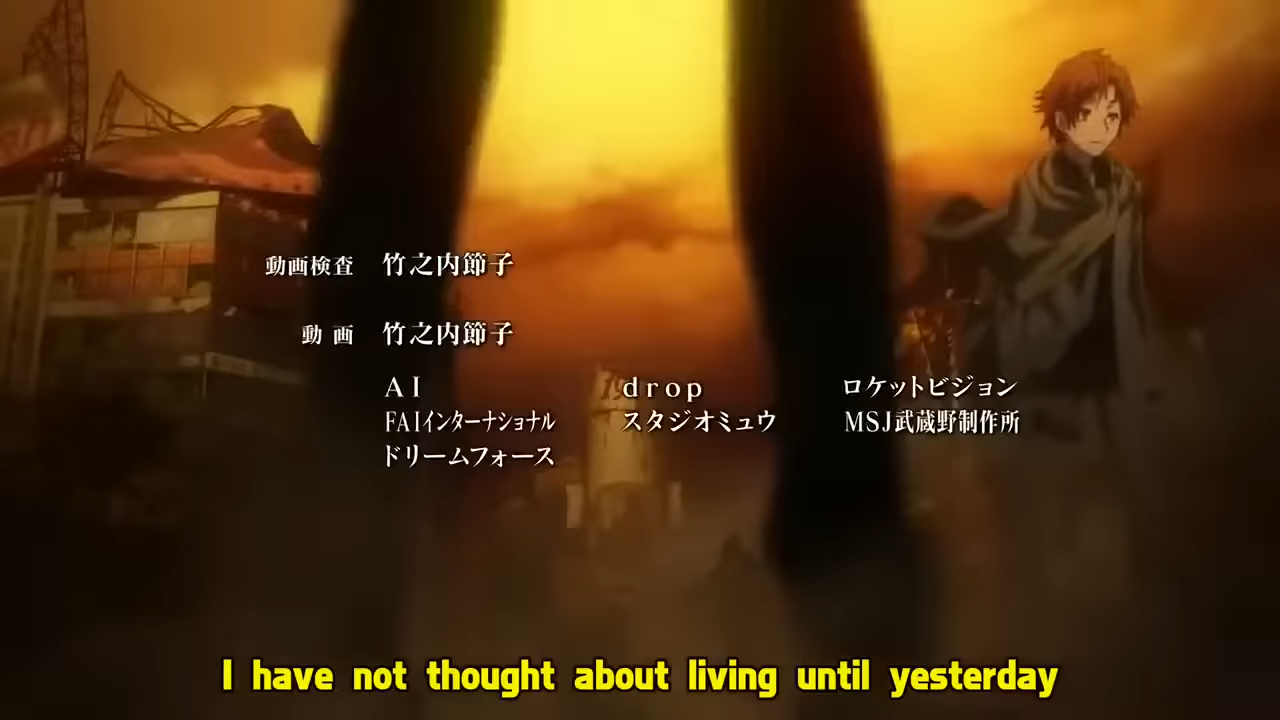 動画検査 竹之内節子
動画 竹之内節子
AI drop ロケットビジョン
FAIインターナショナル スタジオミュウ MSJ武蔵野制作所
ドリームフォース
I have not thought about living until yesterday